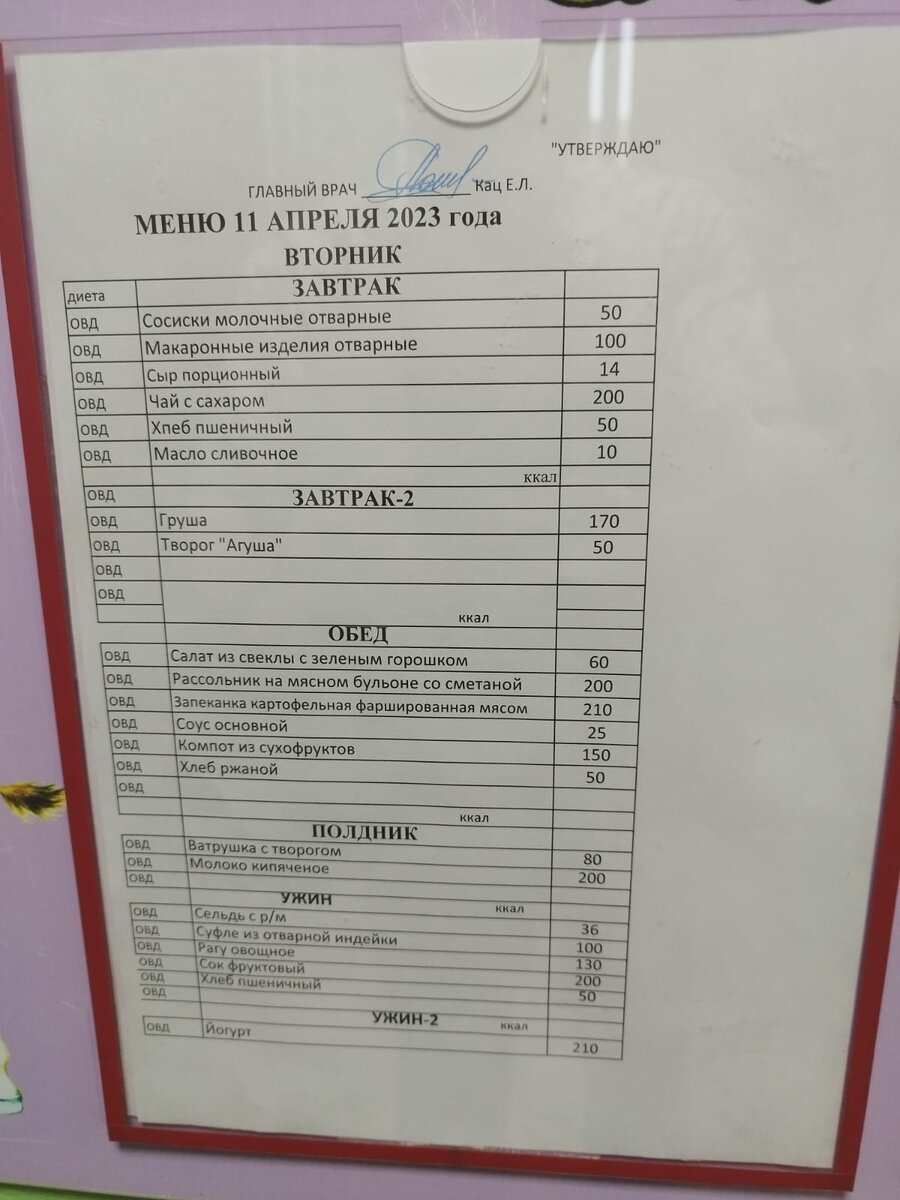 "УТВЕРЖДАЮ"
ГЛАВНЫЙ ВРАЧ Кац Е.Л.
МЕНЮ 11 АПРЕЛЯ 2023 года
ВТОРНИК
диета ЗАВТРАК
ОВД Сосиски молочные отварные 50
ОВД Макаронные изделия отварные 100
ОВД Сыр порционный 14
ОВД Чай с сахаром 200
ОВД Хлеб пшеничный 50
ОВД Масло сливочное 10
ккал
ОВД ЗАВТРАК-2
ОВД Груша 170
ОВД Творог "Агуша" 50
ОВД
ОВД
ккал
ОБЕД
ОВД Салат из свеклы с зеленым горошком 60
ОВД Рассольник на мясном бульоне со сметаной 200
ОВД Запеканка картофельная фаршированная мясом 210
ОВД Соус основной 25
ОВД Компот из сухофруктов 150
ОВД Хлеб ржаной 50
ОВД
ккал
ПОЛДНИК
ОВД Ватрушка с творогом 80
ОВД Молоко кипяченое 200
ОВД
УЖИН ккал
ОВД Сельдь с р/м 36
ОВД Суфле из отварной индейки 100
ОВД Рагу овощное 130
ОВД Сок фруктовый 200
ОВД Хлеб пшеничный 50
ОВД
УЖИН-2 ккал
ОВД Йогурт 210